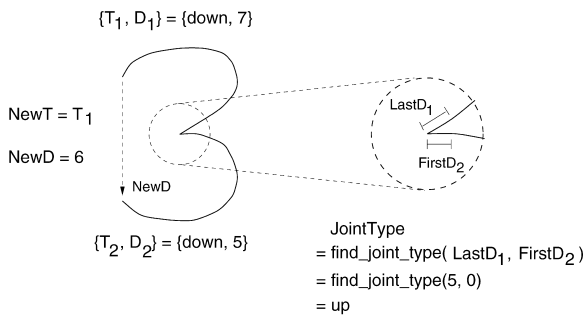 {T₁, D₁} = {down, 7}
NewT = T₁
NewD = 6
NewD
LastD₁
FirstD₂
{T₂, D₂} = {down, 5}
JointType
= find_joint_type( LastD₁, FirstD₂ )
= find_joint_type(5, 0)
= up